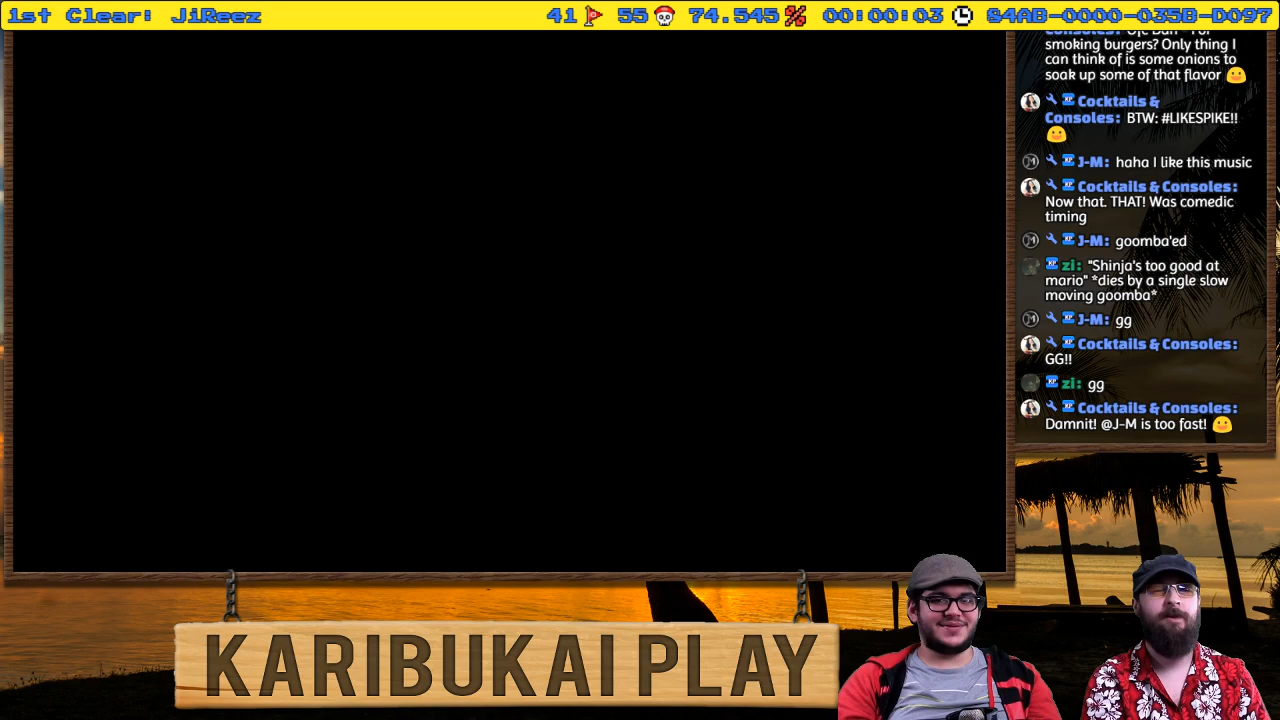 1st Clear: JiReez 41 55 74.545% 00:00:03 84AB-0000-035B-D097
smoking burgers? Only thing I
can think of is some onions to
soak up some of that flavor
Cocktails &
Consoles: BTW: #LIKESPIKE!!
J-M: haha I like this music
Cocktails & Consoles:
Now that. THAT! Was comedic
timing
J-M: goomba'ed
zi: "Shinja's too good at
mario" *dies by a single slow
moving goomba*
J-M: gg
Cocktails & Consoles:
GG!!
zi: gg
Cocktails & Consoles:
Damnit! @J-M is too fast!
KARIBUKAI PLAY